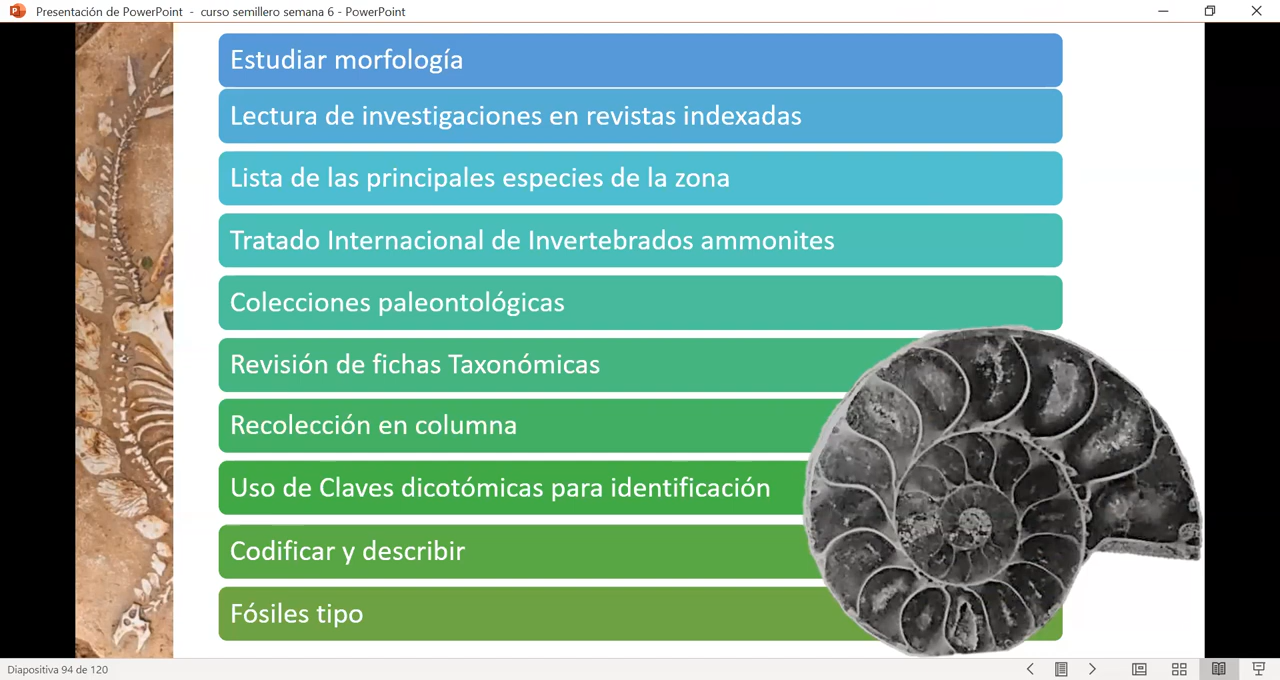 Presentación de PowerPoint - curso semillero semana 6 - PowerPoint
Estudiar morfología
Lectura de investigaciones en revistas indexadas
Lista de las principales especies de la zona
Tratado Internacional de Invertebrados ammonites
Colecciones paleontológicas
Revisión de fichas Taxonómicas
Recolección en columna
Uso de Claves dicotómicas para identificación
Codificar y describir
Fósiles tipo
Diapositiva 94 de 120